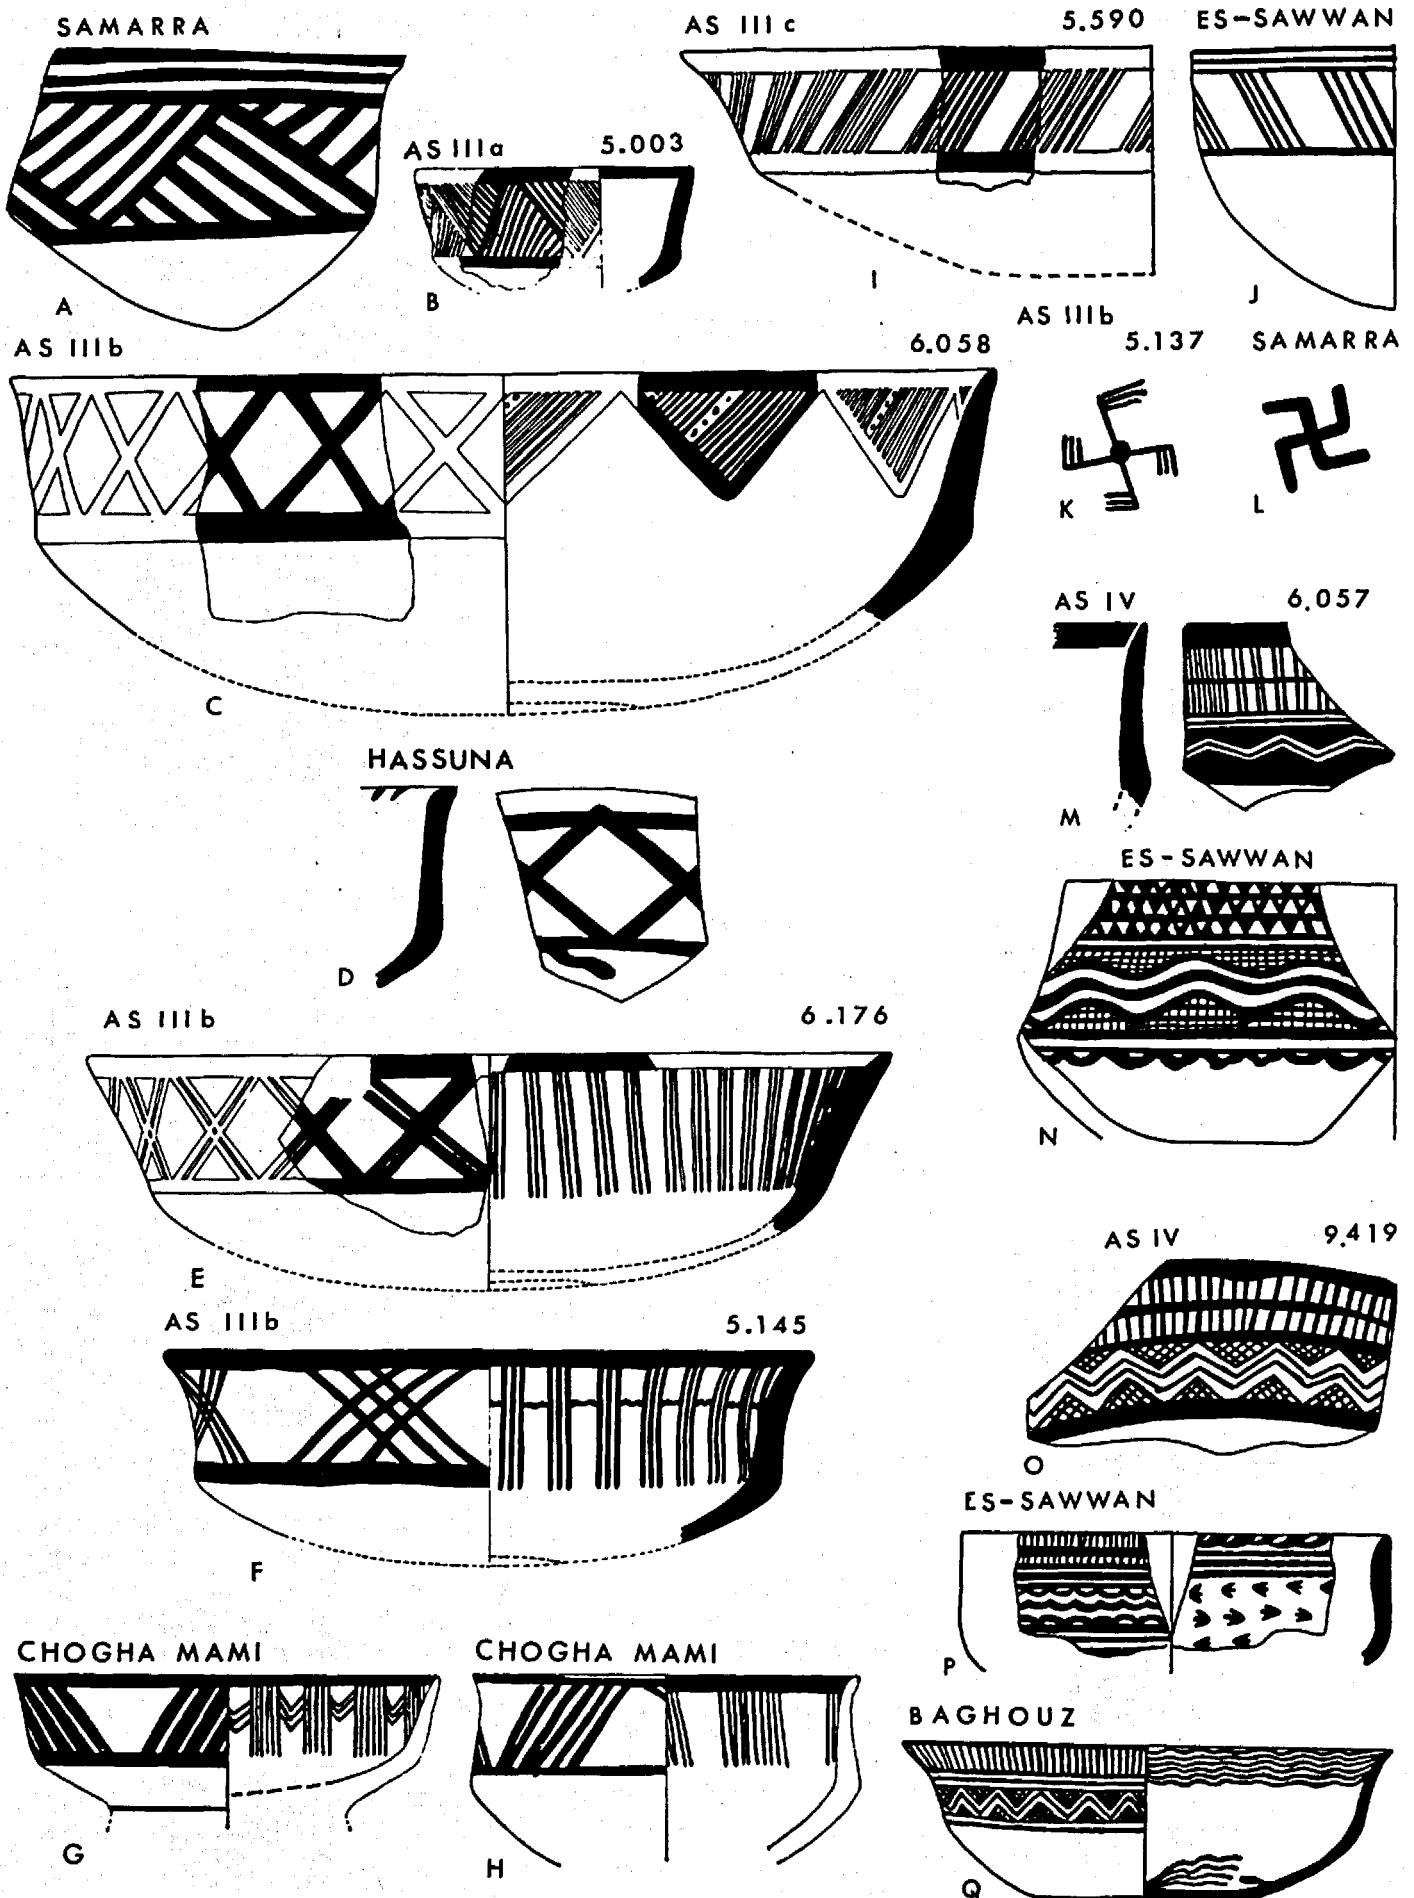 SAMARRA
AS IIIa 5.003
A
B
AS IIIc 5.590
ES-SAWWAN
I
J
AS IIIb 6.058
C
AS IIIb 5.137
SAMARRA
K
L
HASSUNA
D
AS IV 6.057
M
ES-SAWWAN
N
AS IIIb 6.176
E
AS IIIb 5.145
F
AS IV 9.419
O
ES-SAWWAN
P
CHOGHA MAMI
G
CHOGHA MAMI
H
BAGHOUZ
Q